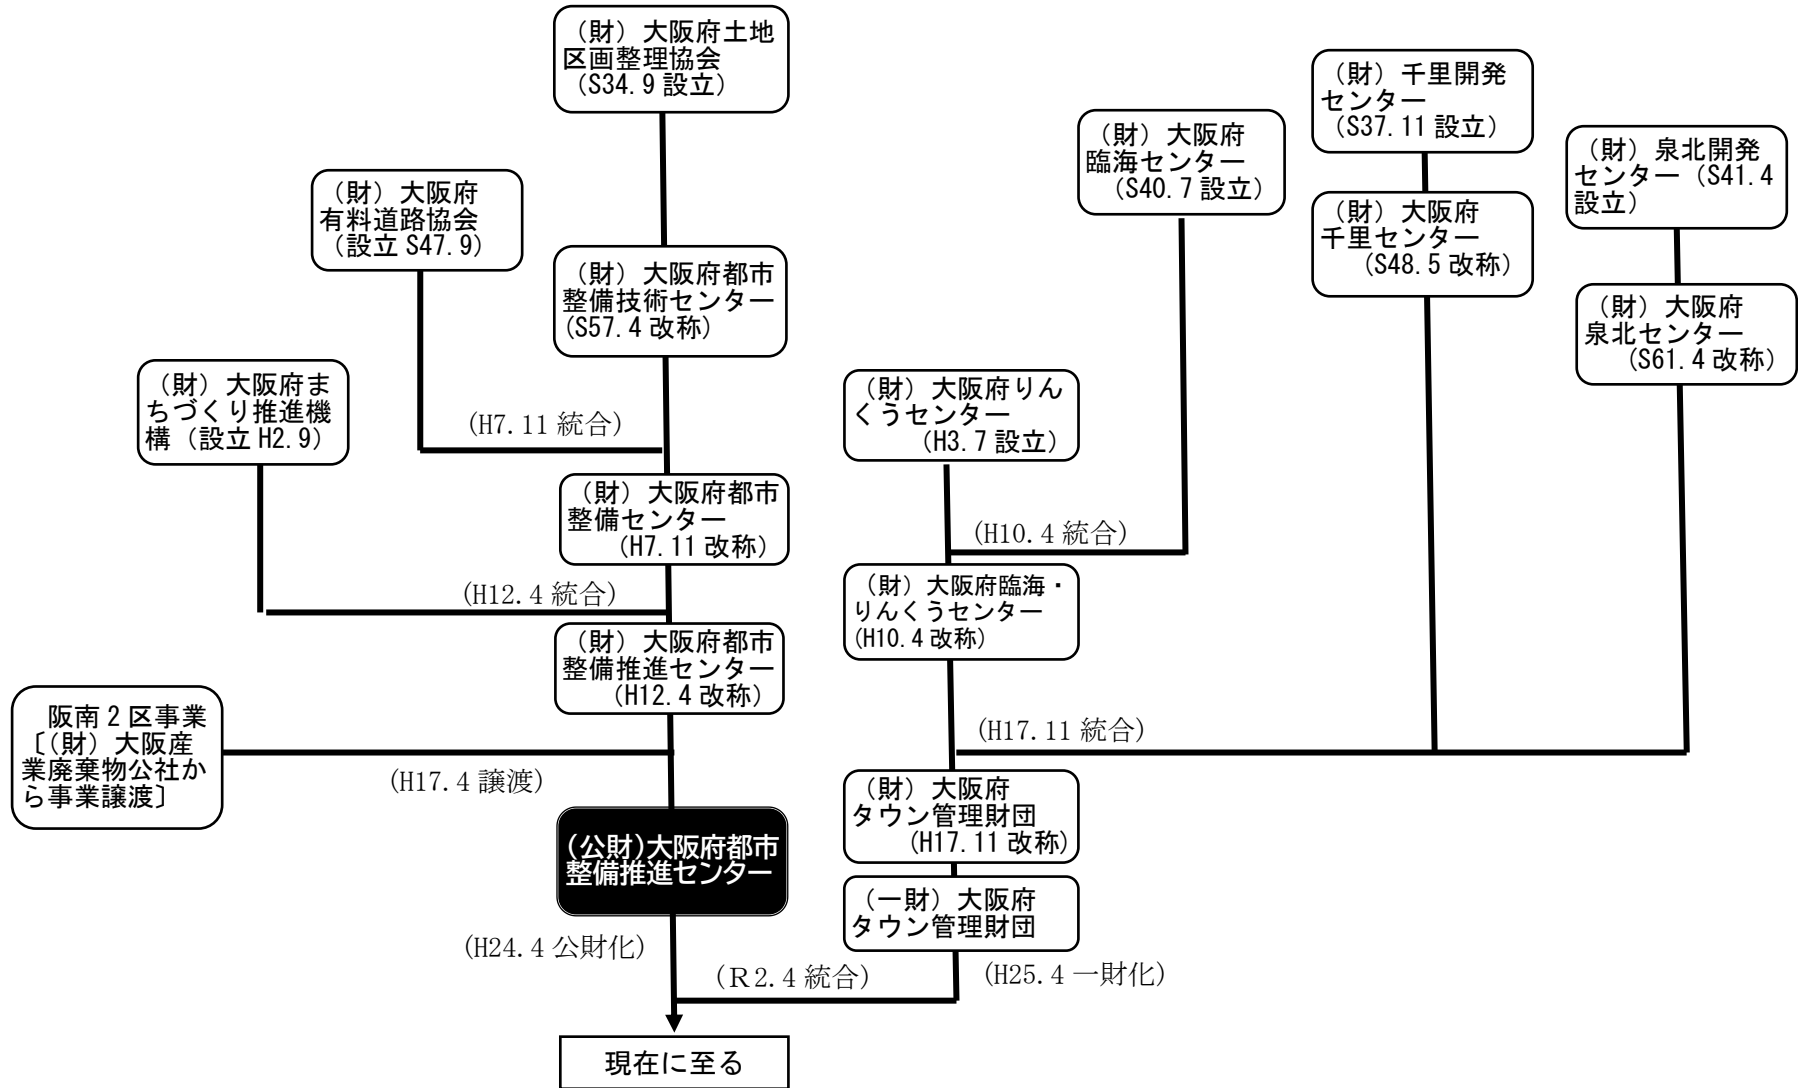 （財）大阪府土地
区画整理協会
（S34.9 設立）
（財）千里開発
センター
（S37.11 設立）
（財）大阪府
臨海センター
（S40.7 設立）
（財）泉北開発
センター（S41.4
設立）
（財）大阪府
有料道路協会
（設立 S47.9）
（財）大阪府
千里センター
（S48.5 改称）
（財）大阪府都市
整備技術センター
(S57.4 改称）
（財）大阪府
泉北センター
（S61.4 改称）
（財）大阪府ま
ちづくり推進機
構（設立 H2.9）
（財）大阪府りん
くうセンター
（H3.7 設立）
(H7.11 統合）
（財）大阪府都市
整備センター
（H7.11 改称）
(H10.4 統合）
（財）大阪府臨海・
りんくうセンター
(H10.4 改称）
(H12.4 統合）
（財）大阪府都市
整備推進センター
（H12.4 改称）
阪南２区事業
〔（財）大阪産
業廃棄物公社か
ら事業譲渡〕
(H17.4 譲渡）
(H17.11 統合）
（財）大阪府
タウン管理財団
（H17.11 改称）
（公財）大阪府都市
整備推進センター
（一財）大阪府
タウン管理財団
(H24.4 公財化）
（Ｒ2.4 統合）
(H25.4 一財化）
現在に至る